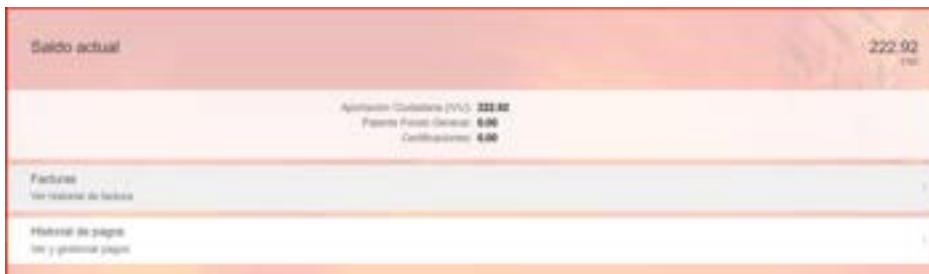 Saldo actual
222.92
Aportación Ciudadana (IVU): 222.92
Patente Fondo General: 0.00
Certificaciones: 0.00
Facturas
Ver historial de factura
Historial de pagos
Ver y gestionar pagos